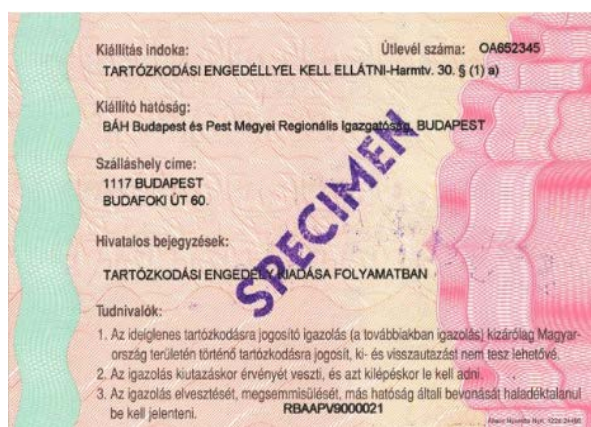 Kiállítás indoka: Útlevél száma: OA652345
TARTÓZKODÁSI ENGEDÉLLYEL KELL ELLÁTNI-Harmtv. 30. § (1) a)
Kiállító hatóság:
BÁH Budapest és Pest Megyei Regionális Igazgatóság, BUDAPEST
Szálláshely címe:
1117 BUDAPEST
BUDAFOKI ÚT 60.
Hivatalos bejegyzések:
TARTÓZKODÁSI ENGEDÉLY KIADÁSA FOLYAMATBAN
SPECIMEN
Tudnivalók:
1. Az ideiglenes tartózkodásra jogosító igazolás (a továbbiakban igazolás) kizárólag Magyar-
ország területén történő tartózkodásra jogosít, ki- és visszautazást nem tesz lehetővé.
2. Az igazolás kiutazáskor érvényét veszti, és azt kilépéskor le kell adni.
3. Az igazolás elvesztését, megsemmisülését, más hatóság általi bevonását haladéktalanul
be kell jelenteni. RBAAPV9000021